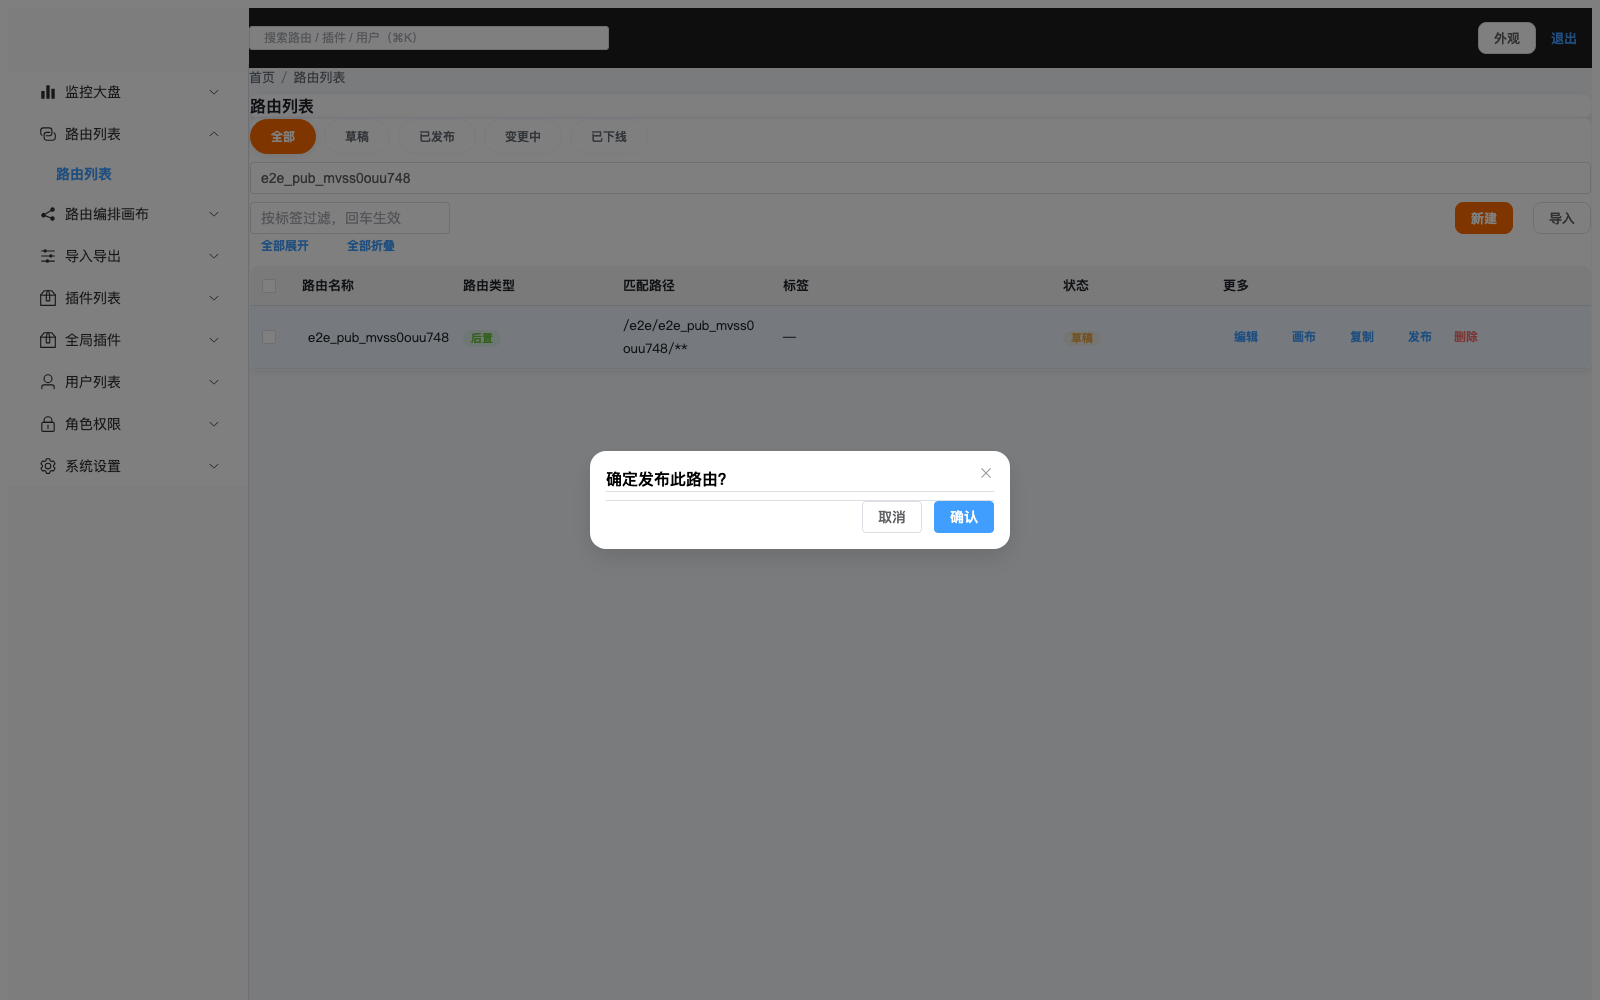 搜索路由 / 插件 / 用户（⌘K）
外观
退出
监控大盘
路由列表
路由列表
路由编排画布
导入导出
插件列表
全局插件
用户列表
角色权限
系统设置
首页 / 路由列表
路由列表
全部 草稿 已发布 变更中 已下线
e2e_pub_mvss0ouu748
按标签过滤，回车生效
新建 导入
全部展开 全部折叠
路由名称 路由类型 匹配路径 标签 状态 更多
e2e_pub_mvss0ouu748 后置 /e2e/e2e_pub_mvss0
ouu748/** — 草稿 编辑 画布 复制 发布 删除
确定发布此路由?
取消 确认